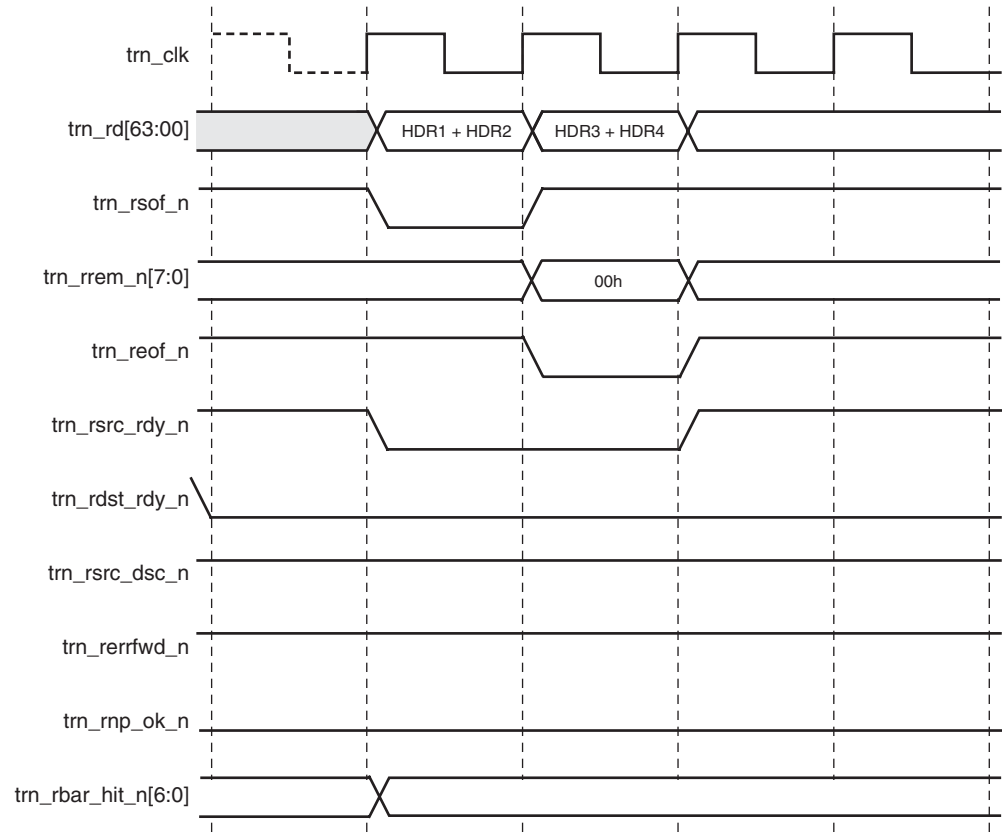 trn_clk
trn_rd[63:00]
HDR1 + HDR2
HDR3 + HDR4
trn_rsof_n
trn_rrem_n[7:0]
00h
trn_reof_n
trn_rsrc_rdy_n
trn_rdst_rdy_n
trn_rsrc_dsc_n
trn_rerrfwd_n
trn_rnp_ok_n
trn_rbar_hit_n[6:0]